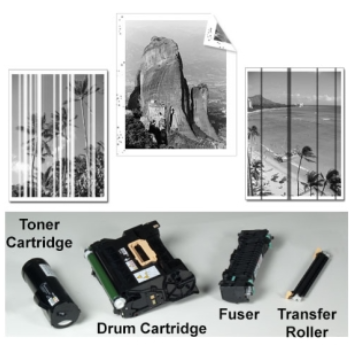 Toner
Cartridge
Drum Cartridge
Fuser
Transfer
Roller